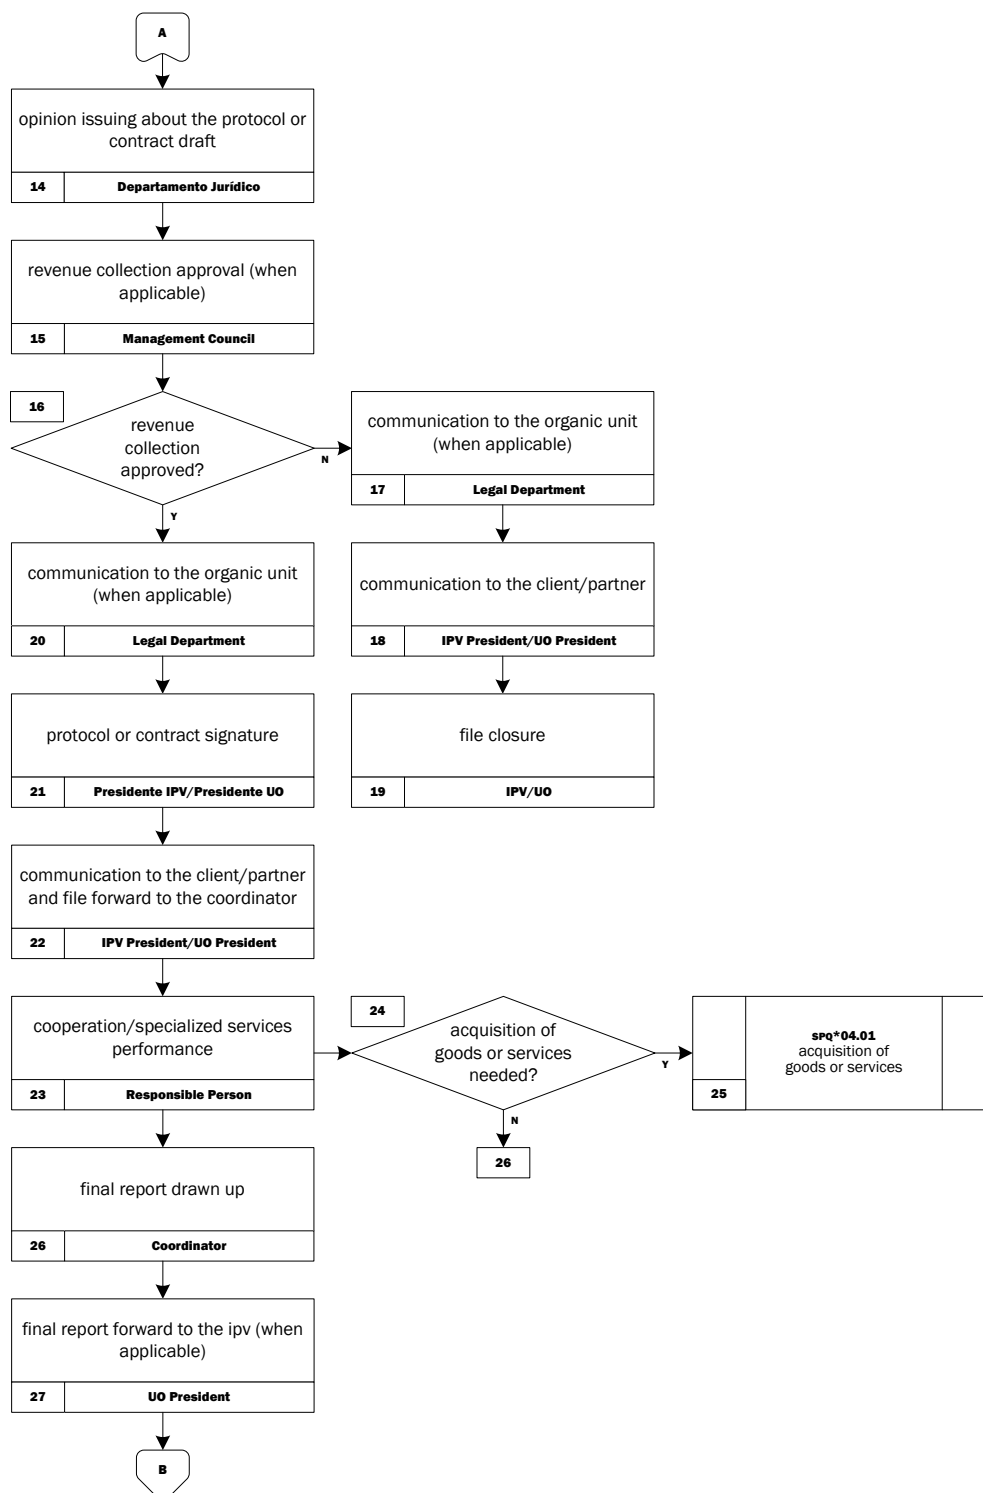 A
opinion issuing about the protocol or
contract draft
14
Departamento Jurídico
revenue collection approval (when
applicable)
15
Management Council
16
revenue
collection
approved?
N
Y
communication to the organic unit
(when applicable)
17
Legal Department
communication to the organic unit
(when applicable)
20
Legal Department
communication to the client/partner
18
IPV President/UO President
protocol or contract signature
21
Presidente IPV/Presidente UO
file closure
19
IPV/UO
communication to the client/partner
and file forward to the coordinator
22
IPV President/UO President
cooperation/specialized services
performance
23
Responsible Person
24
acquisition of
goods or services
needed?
Y
N
SPQ*04.01
acquisition of
goods or services
25
26
final report drawn up
26
Coordinator
final report forward to the ipv (when
applicable)
27
UO President
B